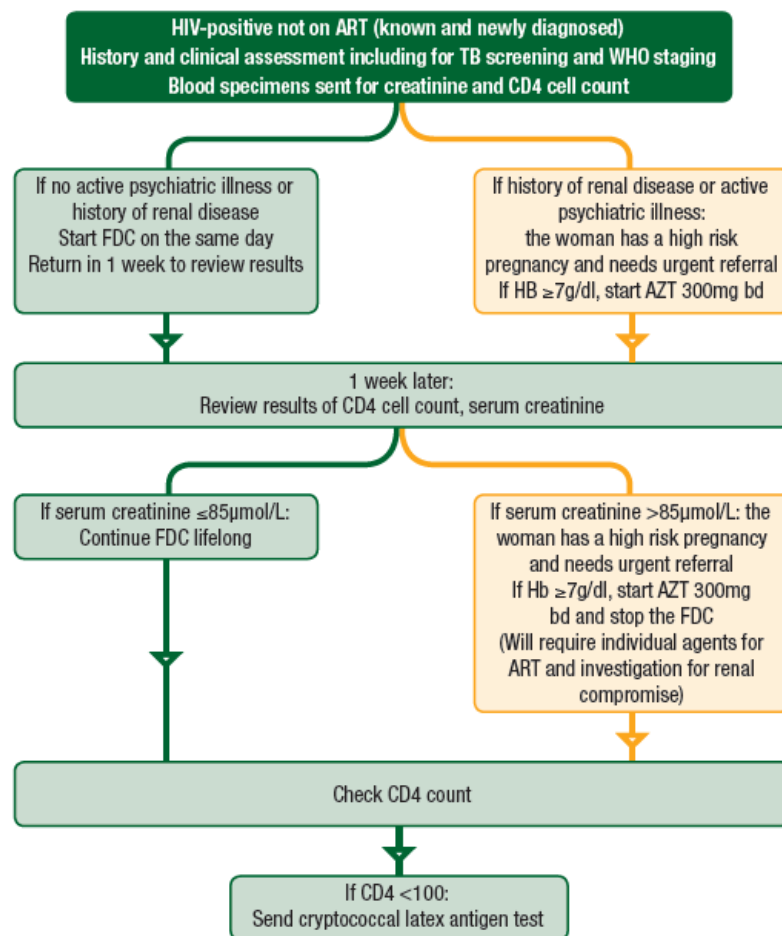 HIV-positive not on ART (known and newly diagnosed)
History and clinical assessment including for TB screening and WHO staging
Blood specimens sent for creatinine and CD4 cell count
If no active psychiatric illness or
history of renal disease
Start FDC on the same day
Return in 1 week to review results
If history of renal disease or active
psychiatric illness:
the woman has a high risk
pregnancy and needs urgent referral
If HB ≥7g/dl, start AZT 300mg bd
1 week later:
Review results of CD4 cell count, serum creatinine
If serum creatinine ≤85µmol/L:
Continue FDC lifelong
If serum creatinine >85µmol/L: the
woman has a high risk pregnancy
and needs urgent referral
If Hb ≥7g/dl, start AZT 300mg
bd and stop the FDC
(Will require individual agents for
ART and investigation for renal
compromise)
Check CD4 count
If CD4 <100:
Send cryptococcal latex antigen test